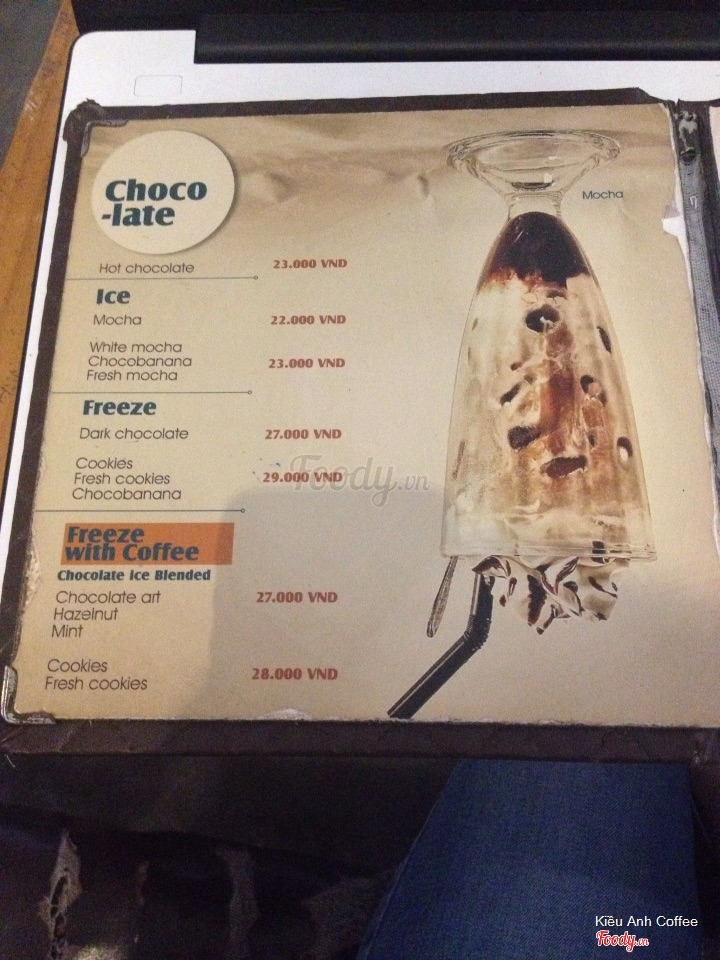 Choco
-late
Mocha
Hot chocolate 23.000 VND
Ice
Mocha 22.000 VND
White mocha
Chocobanana 23.000 VND
Fresh mocha
Freeze
Dark chocolate 27.000 VND
Cookies
Fresh cookies 29.000 VND
Chocobanana
Foody.vn
Freeze
with Coffee
Chocolate Ice Blended
Chocolate art 27.000 VND
Hazelnut
Mint
Cookies
Fresh cookies 28.000 VND
Kiều Anh Coffee
Foody.vn